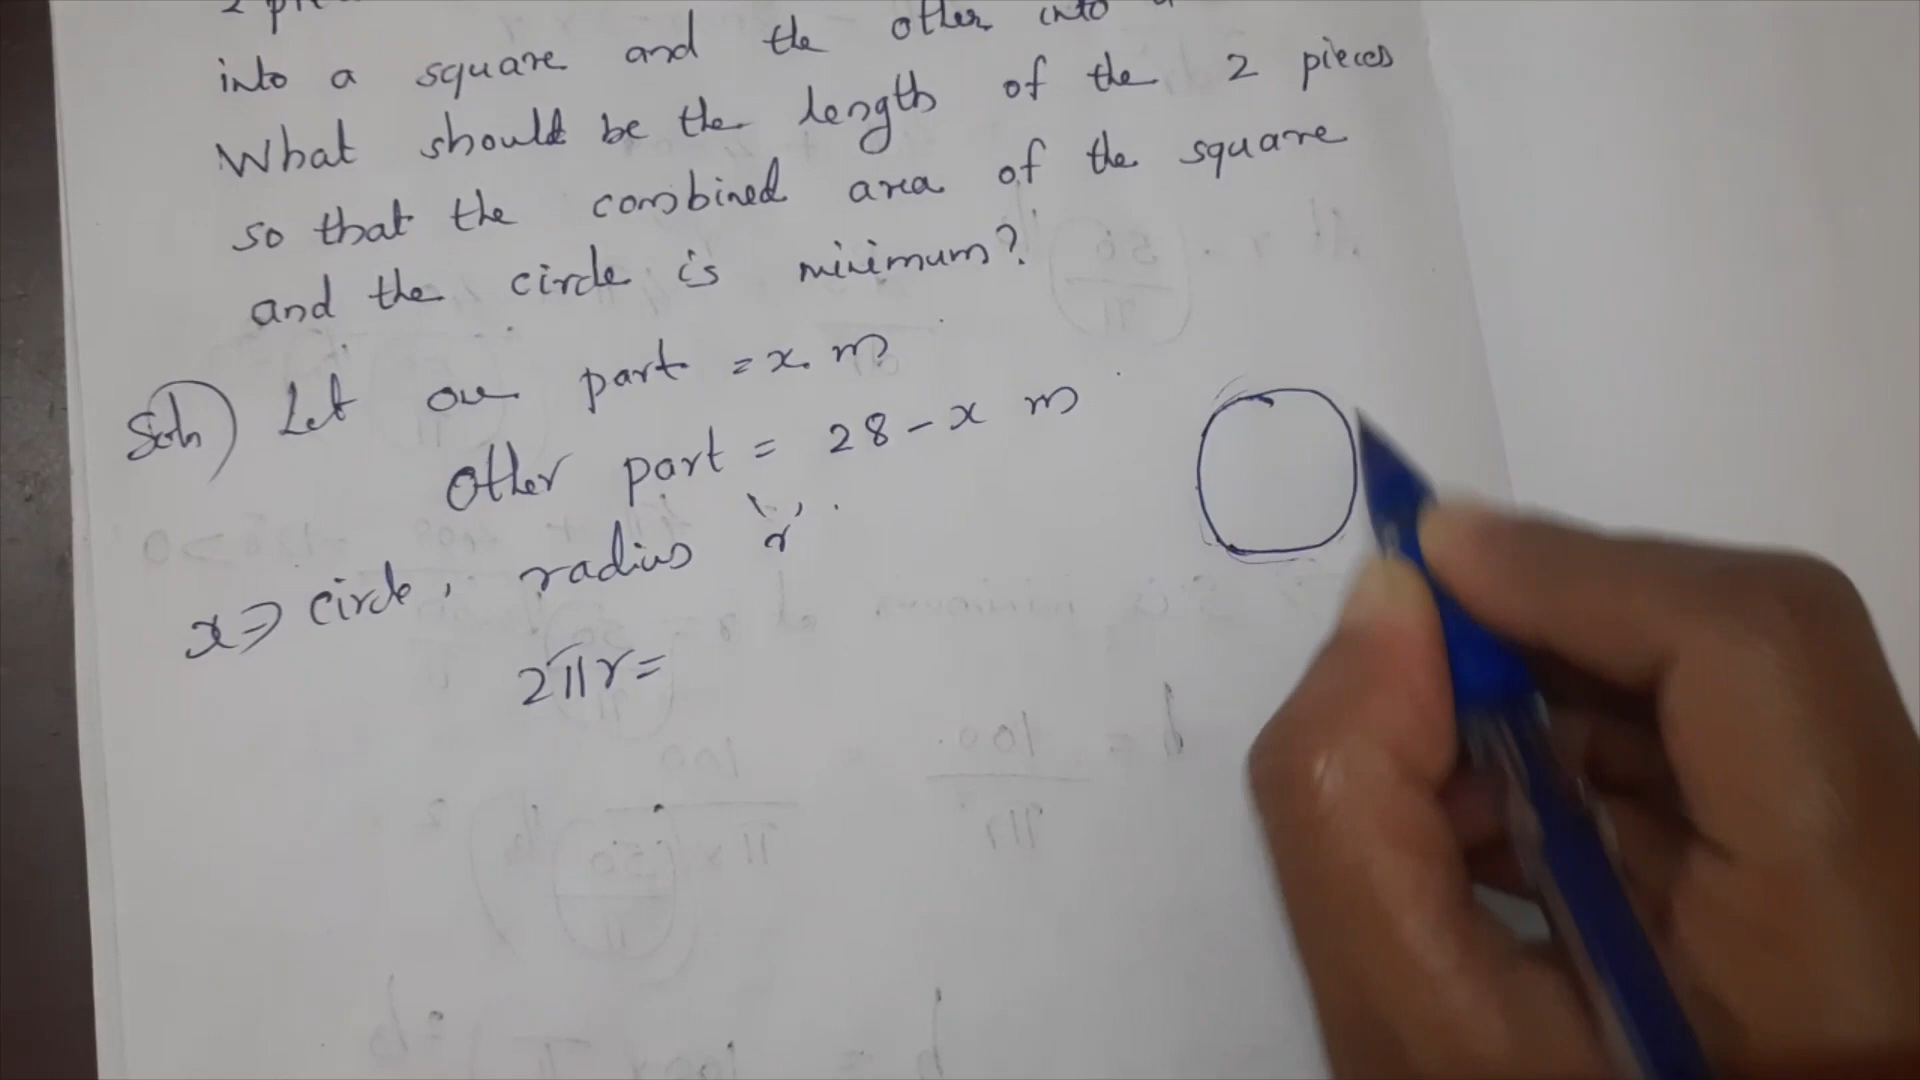 2
into a square and the other into
What should be the length of the 2 pieces
so that the combined area of the square
and the circle is minimum?
Soln) Let one part = x m
Other part = 28 - x m
x ⇒ circle, radius 'r'
2πr =